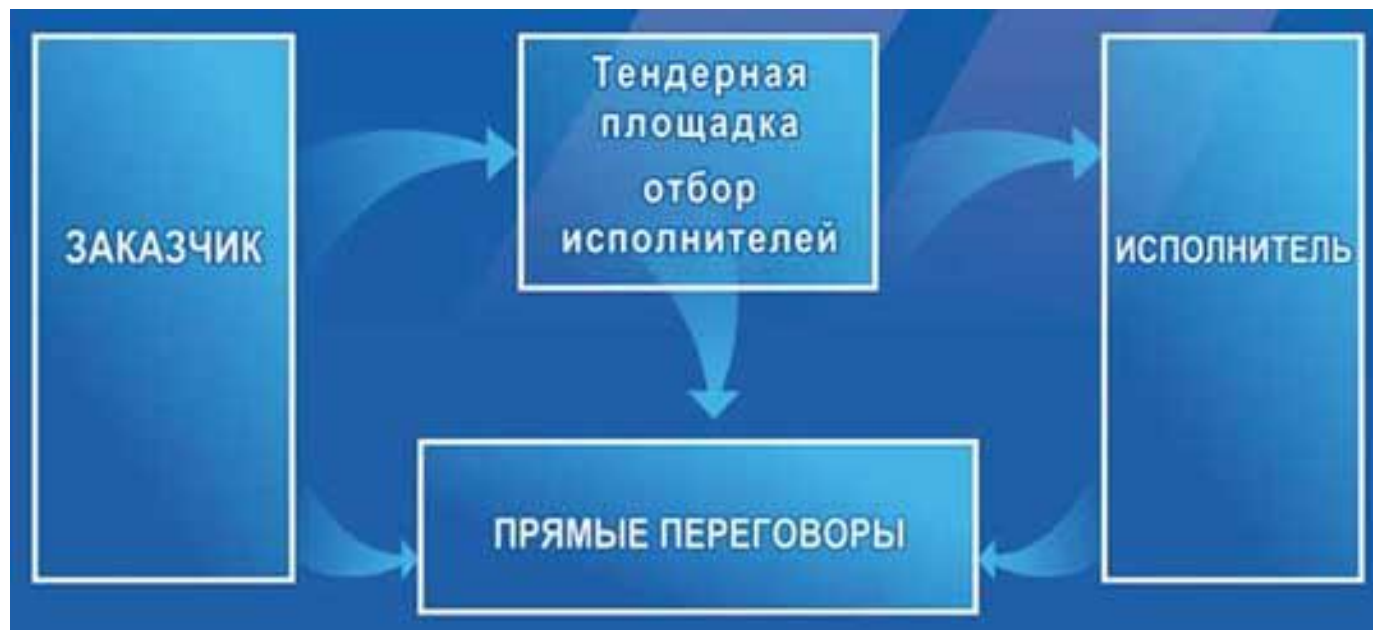 ЗАКАЗЧИК
Тендерная
площадка
отбор
исполнителей
ИСПОЛНИТЕЛЬ
ПРЯМЫЕ ПЕРЕГОВОРЫ